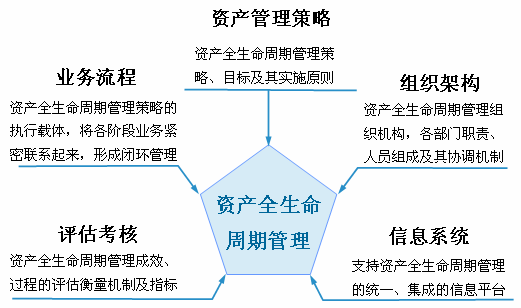 资产管理策略
资产全生命周期管理策
略、目标及其实施原则
业务流程
资产全生命周期管理策略的
执行载体，将各阶段业务紧
密联系起来，形成闭环管理
组织架构
资产全生命周期管理组
织机构，各部门职责、
人员组成及其协调机制
资产全生命
周期管理
评估考核
资产全生命周期管理成效、
过程的评估衡量机制及指标
信息系统
支持资产全生命周期管理
的统一、集成的信息平台